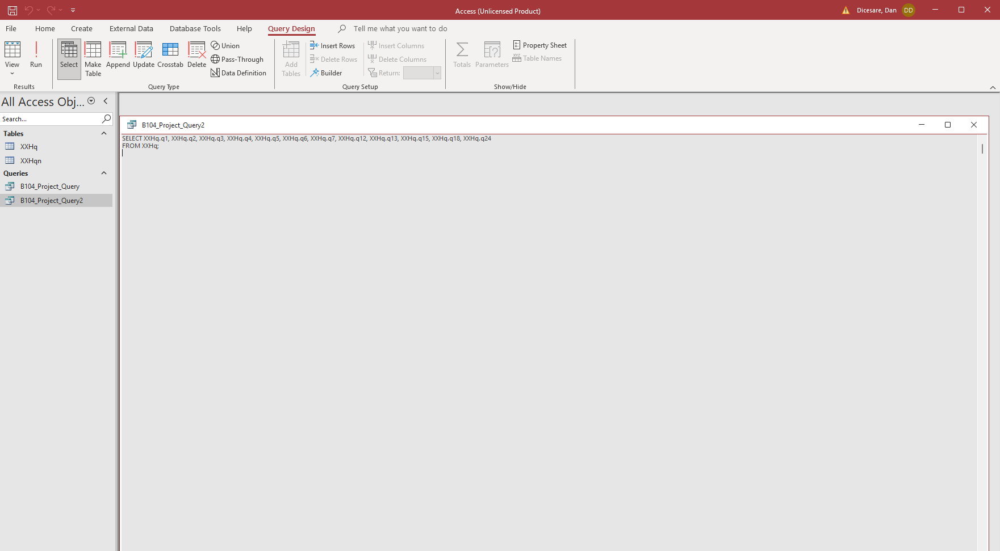 Access (Unlicensed Product)
Dicesare, Dan
DD
File
Home
Create
External Data
Database Tools
Help
Query Design
Tell me what you want to do
View
Run
Select
Make Table
Append
Update
Crosstab
Delete
Union
Pass-Through
Data Definition
Add Tables
Insert Rows
Delete Rows
Builder
Insert Columns
Delete Columns
Return:
Totals
Parameters
Property Sheet
XYZ
Table Names
Results
Query Type
Query Setup
Show/Hide
All Access Obj...
Search...
Tables
XXHq
XXHqn
Queries
B104_Project_Query
B104_Project_Query2
B104_Project_Query2
SELECT XXHq.q1, XXHq.q2, XXHq.q3, XXHq.q4, XXHq.q5, XXHq.q6, XXHq.q7, XXHq.q12, XXHq.q13, XXHq.q15, XXHq.q18, XXHq.q24
FROM XXHq;